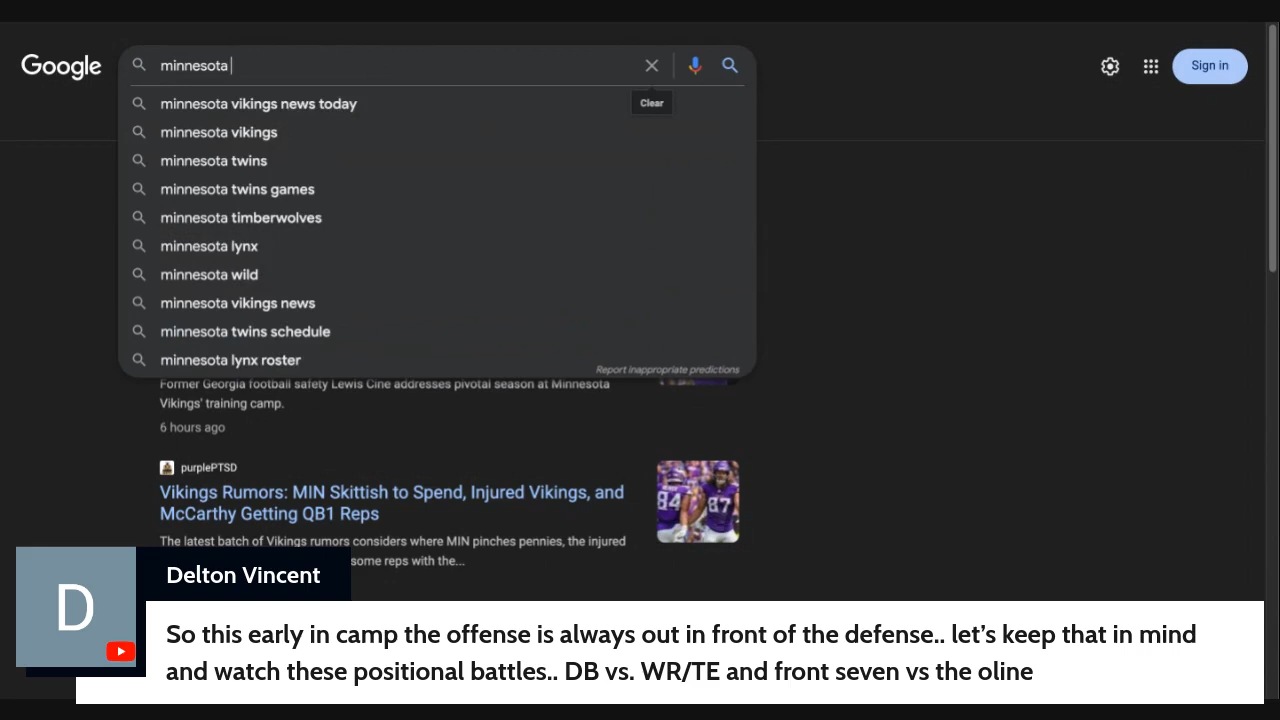 Google
minnesota
Sign in
Clear
minnesota vikings news today
minnesota vikings
minnesota twins
minnesota twins games
minnesota timberwolves
minnesota lynx
minnesota wild
minnesota vikings news
minnesota twins schedule
minnesota lynx roster
Report inappropriate predictions
Former Georgia football safety Lewis Cine addresses pivotal season at Minnesota
Vikings' training camp.
6 hours ago
purplePTSD
Vikings Rumors: MIN Skittish to Spend, Injured Vikings, and
McCarthy Getting QB1 Reps
84 87
The latest batch of Vikings rumors considers where MIN pinches pennies, the injured
some reps with the...
D
Delton Vincent
So this early in camp the offense is always out in front of the defense.. let’s keep that in mind
and watch these positional battles.. DB vs. WR/TE and front seven vs the oline